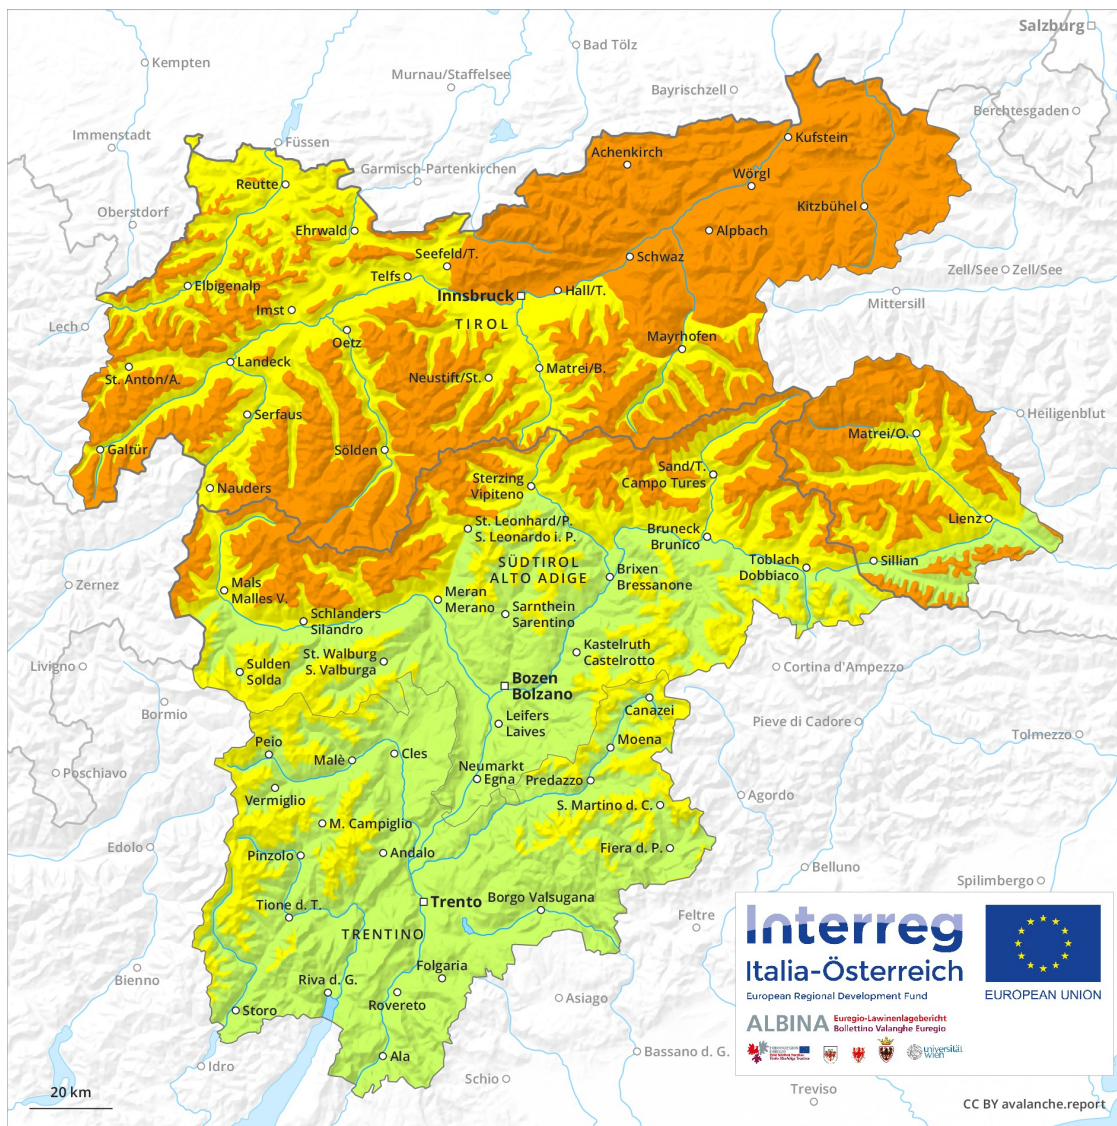 Salzburg
Bad Tölz
Kempten
Murnau/Staffelsee
Bayrischzell
Berchtesgaden
Immenstadt
Füssen
Kufstein
Achenkirch
Garmisch-Partenkirchen
Wörgl
Reutte
Oberstdorf
Kitzbühel
Ehrwald
Alpbach
Seefeld/T.
Schwaz
Telfs
Zell/See
Zell/See
Elbigenalp
Hall/T.
Innsbruck
Mittersill
Imst
TIROL
Lech
Oetz
Mayrhofen
Landeck
Matrei/B.
St. Anton/A.
Neustift/St.
Serfaus
Heiligenblut
Matrei/O.
Galtür
Sölden
Sand/T.
Campo Tures
Sterzing
Vipiteno
Nauders
Lienz
St. Leonhard/P.
S. Leonardo i. P.
Bruneck
Brunico
SÜDTIROL
ALTO ADIGE
Toblach
Dobbiaco
Sillian
Brixen
Bressanone
Zernez
Mals
Malles V.
Meran
Merano
Sarnthein
Sarentino
Schlanders
Silandro
Kastelruth
Castelrotto
St. Walburg
S. Valburga
Livigno
Sulden
Solda
Cortina d'Ampezzo
Bozen
Bolzano
Bormio
Canazei
Leifers
Laives
Pieve di Cadore
Tolmezzo
Peio
Moena
Malè
Cles
Neumarkt
Egna
Predazzo
Poschiavo
Vermiglio
Agordo
S. Martino d. C.
M. Campiglio
Edolo
Pinzolo
Andalo
Fiera d. P.
Belluno
Spilimbergo
Tione d. T.
Trento
Borgo Valsugana
Feltre
TRENTINO
Folgaria
Bienno
Riva d. G.
Rovereto
Asiago
Storo
Ala
Bassano d. G.
Idro
Schio
Treviso
20 km
Interreg
Italia-Österreich
European Regional Development Fund
EUROPEAN UNION
ALBINA
Euregio-Lawinenlagebericht
Bollettino Valanghe Euregio
universität
wien
CC BY avalanche.report